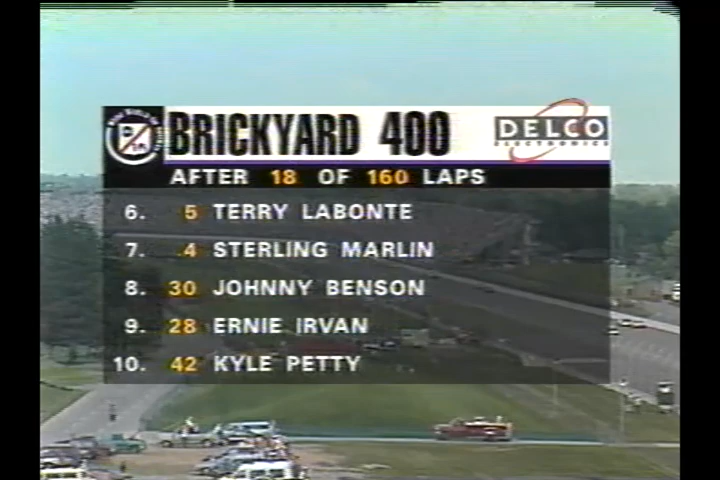 BRICKYARD 400
DELCO
ELECTRONICS
AFTER 18 OF 160 LAPS
6. 5 TERRY LABONTE
7. 4 STERLING MARLIN
8. 30 JOHNNY BENSON
9. 28 ERNIE IRVAN
10. 42 KYLE PETTY